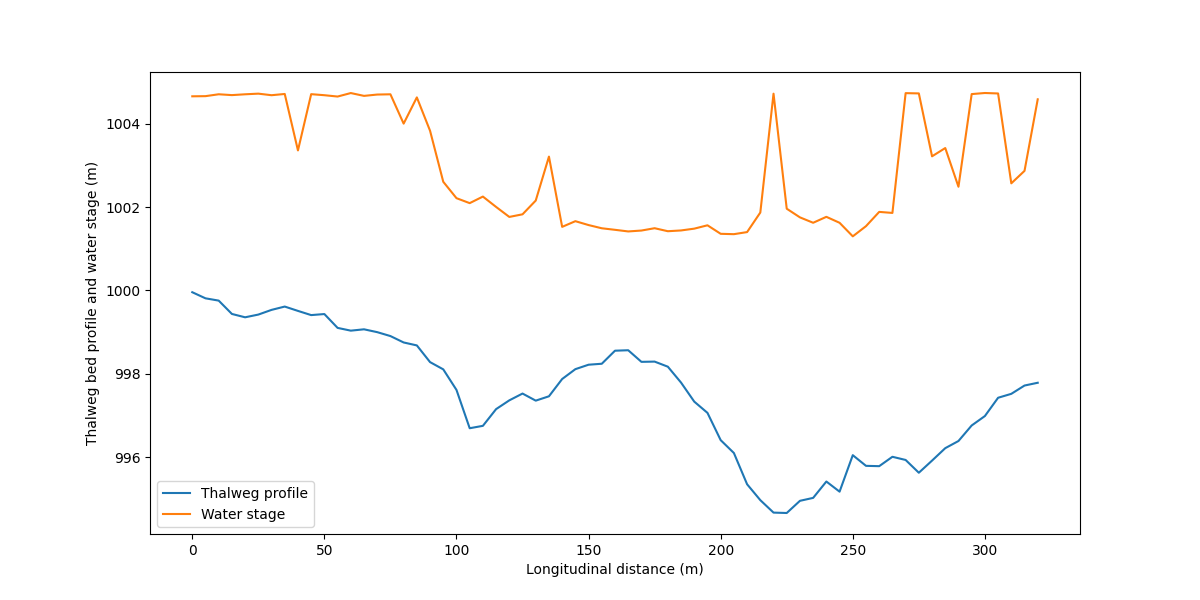 1004
1002
1000
998
996
Thalweg bed profile and water stage (m)
Thalweg profile
Water stage
0 50 100 150 200 250 300
Longitudinal distance (m)